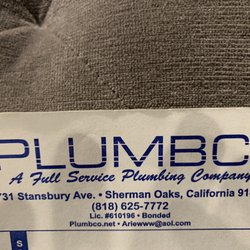 PLUMBC
A Full Service Plumbing Company
731 Stansbury Ave. • Sherman Oaks, California 91
(818) 625-7772
Lic. #610196 • Bonded
Plumbco.net • Ariewww@aol.com
S